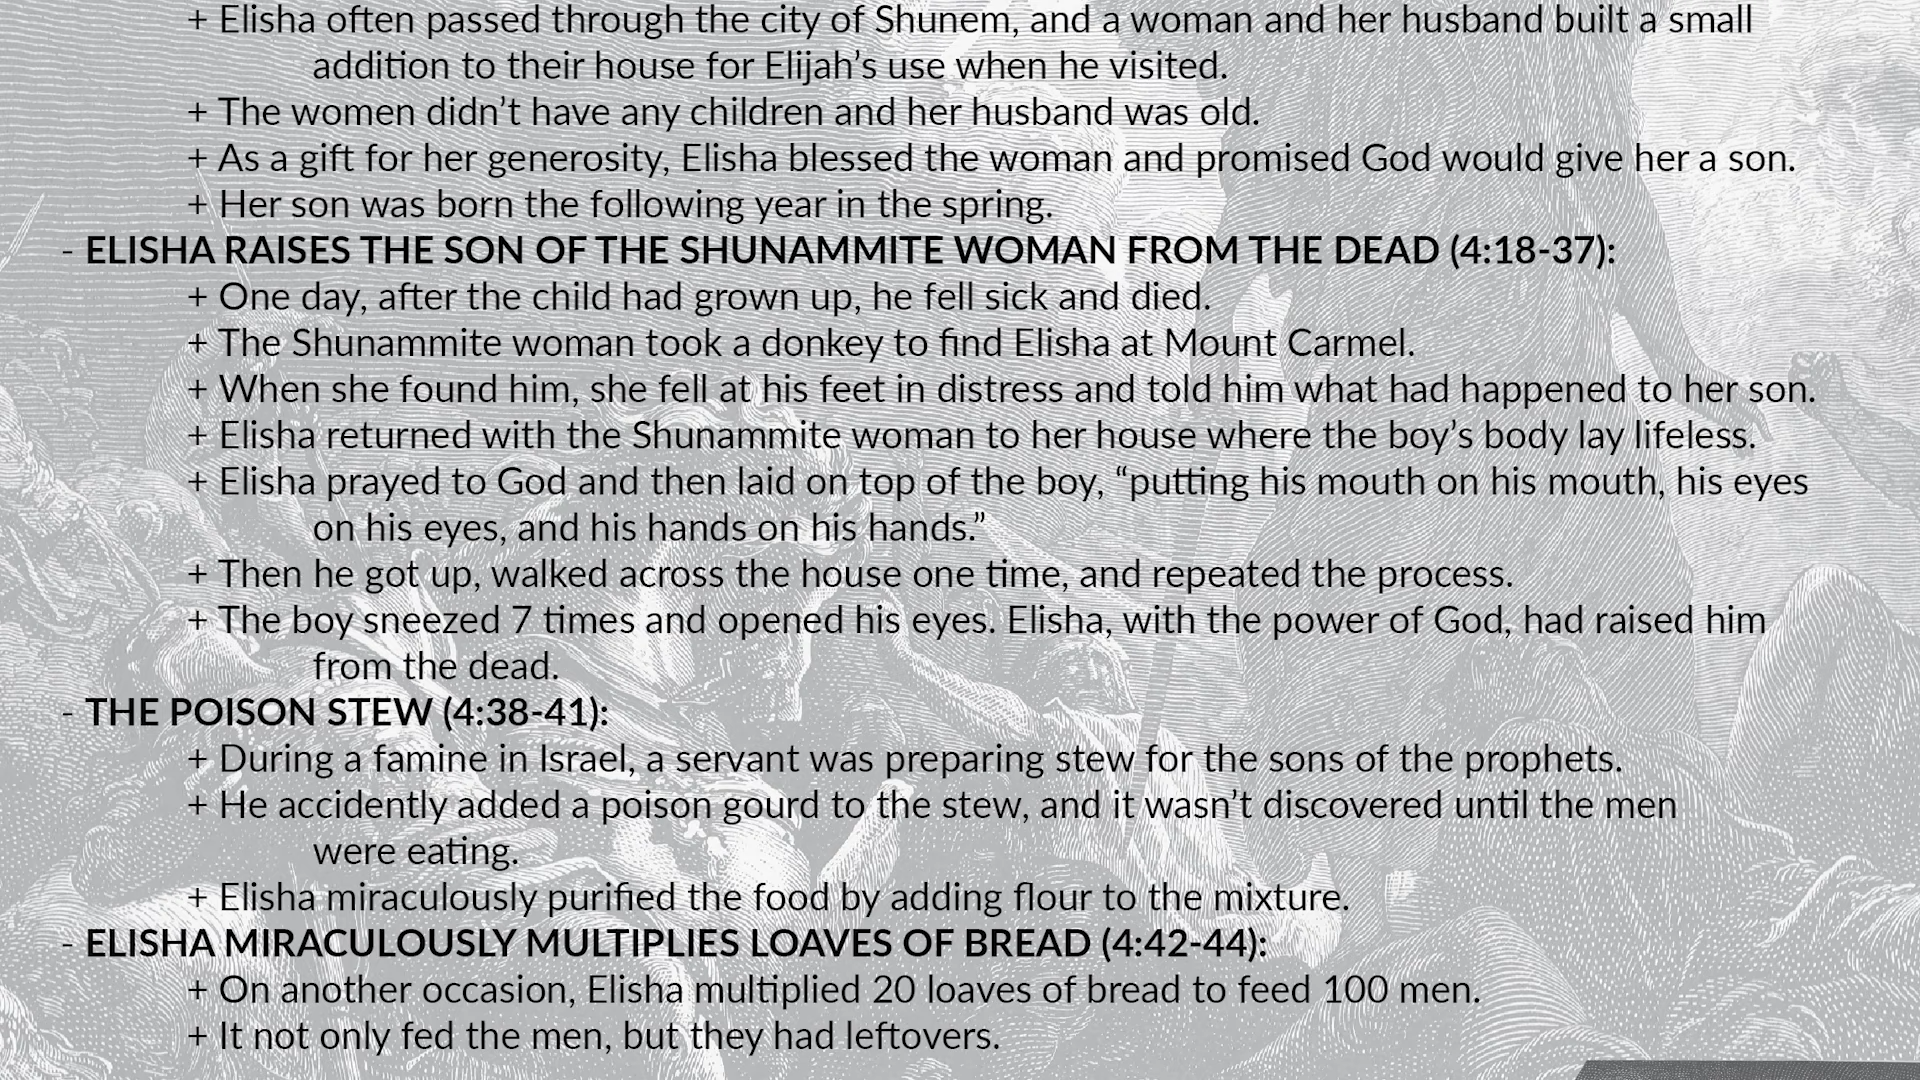 + Elisha often passed through the city of Shunem, and a woman and her husband built a small
addition to their house for Elijah’s use when he visited.
+ The women didn’t have any children and her husband was old.
+ As a gift for her generosity, Elisha blessed the woman and promised God would give her a son.
+ Her son was born the following year in the spring.
- ELISHA RAISES THE SON OF THE SHUNAMMITE WOMAN FROM THE DEAD (4:18-37):
+ One day, after the child had grown up, he fell sick and died.
+ The Shunammite woman took a donkey to find Elisha at Mount Carmel.
+ When she found him, she fell at his feet in distress and told him what had happened to her son.
+ Elisha returned with the Shunammite woman to her house where the boy’s body lay lifeless.
+ Elisha prayed to God and then laid on top of the boy, “putting his mouth on his mouth, his eyes
on his eyes, and his hands on his hands.”
+ Then he got up, walked across the house one time, and repeated the process.
+ The boy sneezed 7 times and opened his eyes. Elisha, with the power of God, had raised him
from the dead.
- THE POISON STEW (4:38-41):
+ During a famine in Israel, a servant was preparing stew for the sons of the prophets.
+ He accidently added a poison gourd to the stew, and it wasn’t discovered until the men
were eating.
+ Elisha miraculously purified the food by adding flour to the mixture.
- ELISHA MIRACULOUSLY MULTIPLIES LOAVES OF BREAD (4:42-44):
+ On another occasion, Elisha multiplied 20 loaves of bread to feed 100 men.
+ It not only fed the men, but they had leftovers.